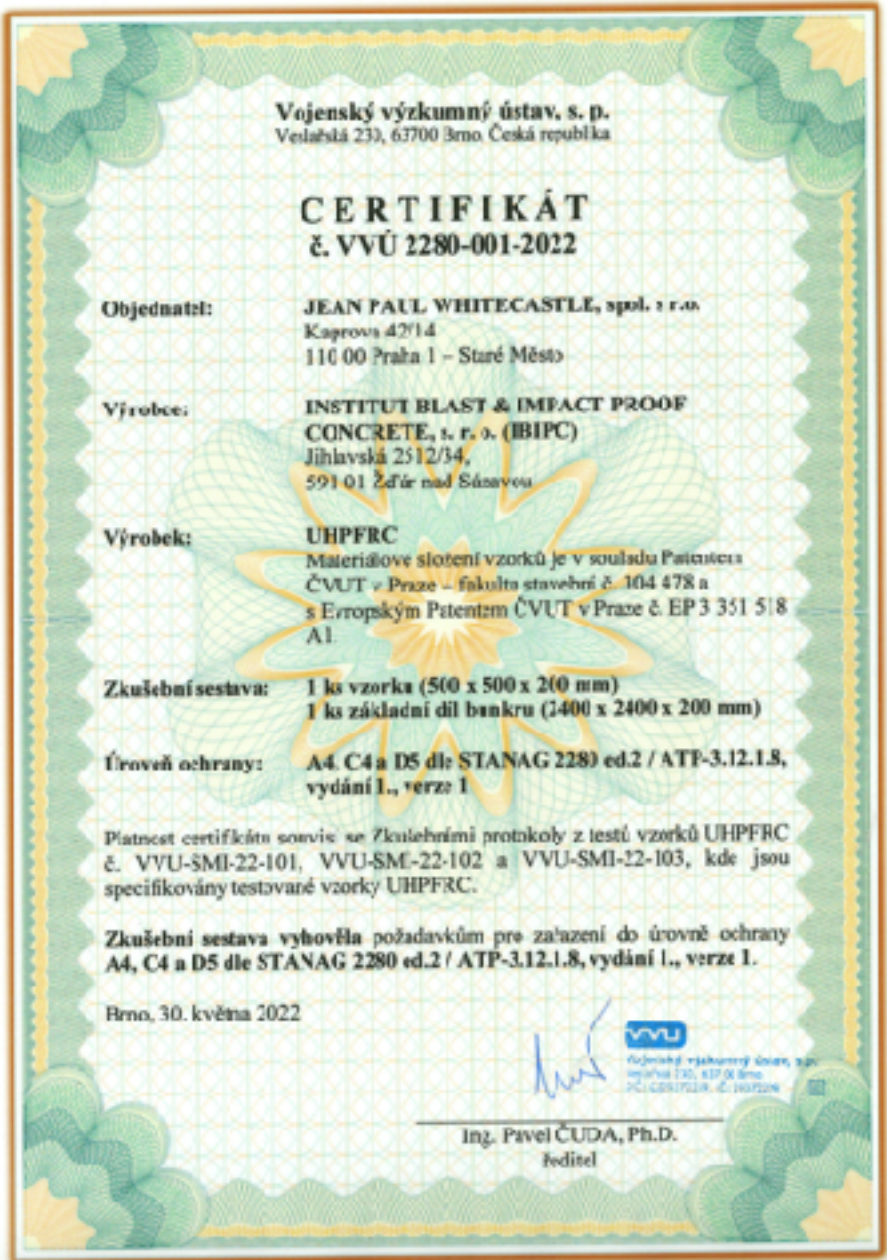 Vojenský výzkumný ústav, s. p.
Veslařská 230, 63700 Brno, Česká republika
CERTIFIKÁT
č. VVÚ 2280-001-2022
Objednatel: JEAN PAUL WHITECASTLE, spol. s r.o.
Kaprova 42/14
110 00 Praha 1 – Staré Město
Výrobce: INSTITUT BLAST & IMPACT PROOF
CONCRETE, s. r. o. (IBIPC)
Jihlavská 2512/34,
591 01 Žďár nad Sázavou
Výrobek: UHPFRC
Materiálové složení vzorků je v souladu Patentem
ČVUT v Praze – fakulta stavební č. 104 478 a
s Evropským Patentem ČVUT v Praze č. EP 3 351 518
A1.
Zkušební sestava: 1 ks vzorku (500 x 500 x 200 mm)
1 ks základní díl bunkru (2400 x 2400 x 200 mm)
Úroveň ochrany: A4, C4 a D5 dle STANAG 2280 ed.2 / ATP-3.12.1.8,
vydání 1., verze 1
Platnost certifikátu souvisí se Zkušebními protokoly z testů vzorků UHPFRC
č. VVU-SMI-22-101, VVU-SMI-22-102 a VVU-SMI-22-103, kde jsou
specifikovány testované vzorky UHPFRC.
Zkušební sestava vyhověla požadavkům pro zařazení do úrovně ochrany
A4, C4 a D5 dle STANAG 2280 ed.2 / ATP-3.12.1.8, vydání 1., verze 1.
Brno, 30. května 2022
VVU
Vojenský výzkumný ústav, s.p.
Ing. Pavel ČUDA, Ph.D.
ředitel